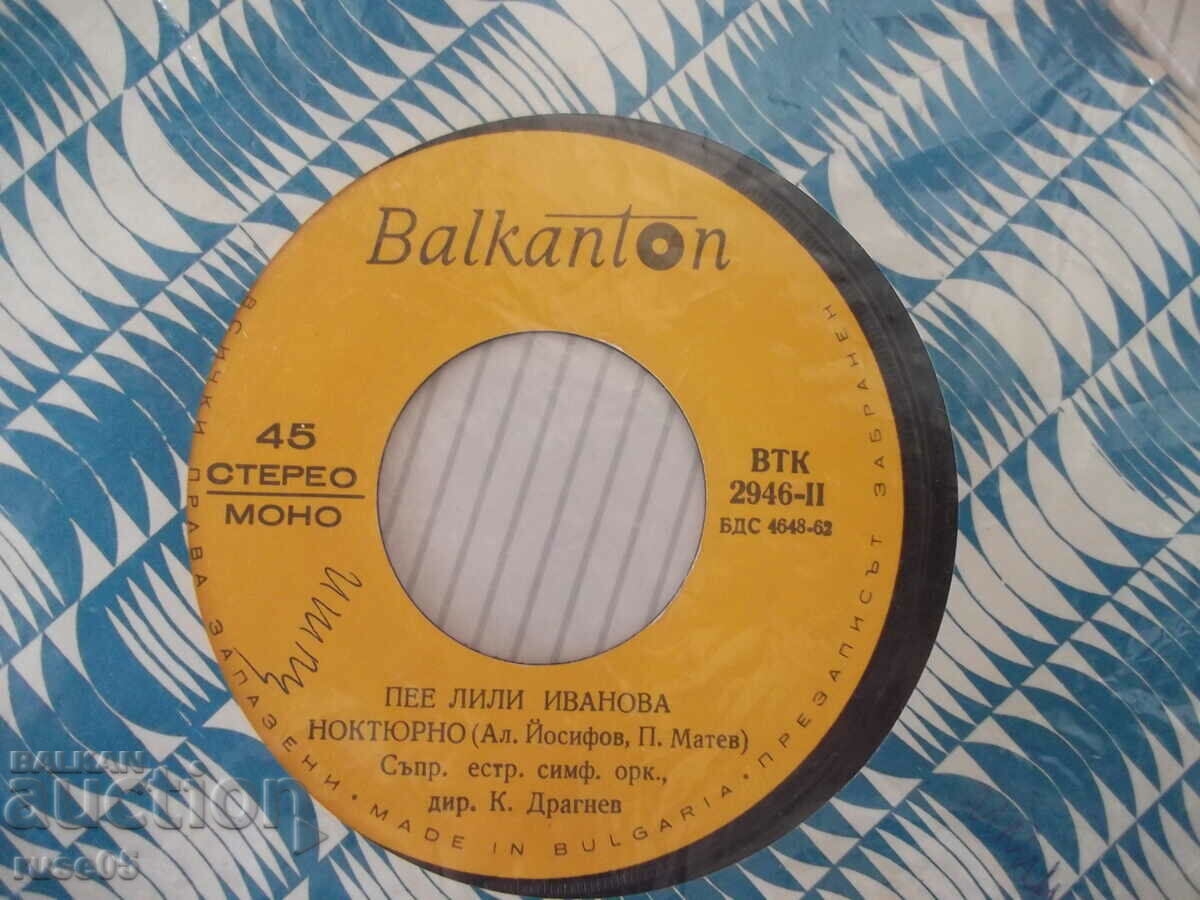 Balkanton
45
СТЕРЕО
МОНО
ВТК
2946-II
БДС 4648-62
ПЕЕ ЛИЛИ ИВАНОВА
НОКТЮРНО (Ал. Йосифов, П. Матев)
Съпр. естр. симф. орк.,
дир. К. Драгнев
ВСИЧКИ ПРАВА ЗАПАЗЕНИ · MADE IN BULGARIA · ПРЕЗАПИСЪТ ЗАБРАНЕН
BALKAN
auction
ruse05